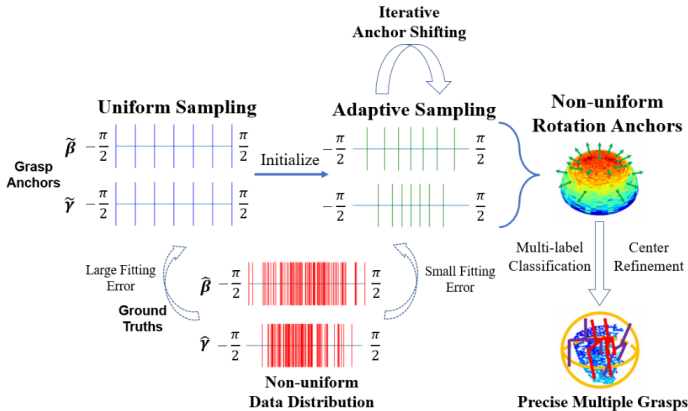 Iterative
Anchor Shifting
Uniform Sampling
Adaptive Sampling
Non-uniform
Rotation Anchors
Grasp
Anchors
β̃ −π/2 π/2
Initialize
−π/2 π/2
γ̃ −π/2 π/2
−π/2 π/2
Large Fitting
Error
Small Fitting
Error
Multi-label
Classification
Center
Refinement
Ground
Truths
β̂ −π/2 π/2
γ̂ −π/2 π/2
Non-uniform
Data Distribution
Precise Multiple Grasps